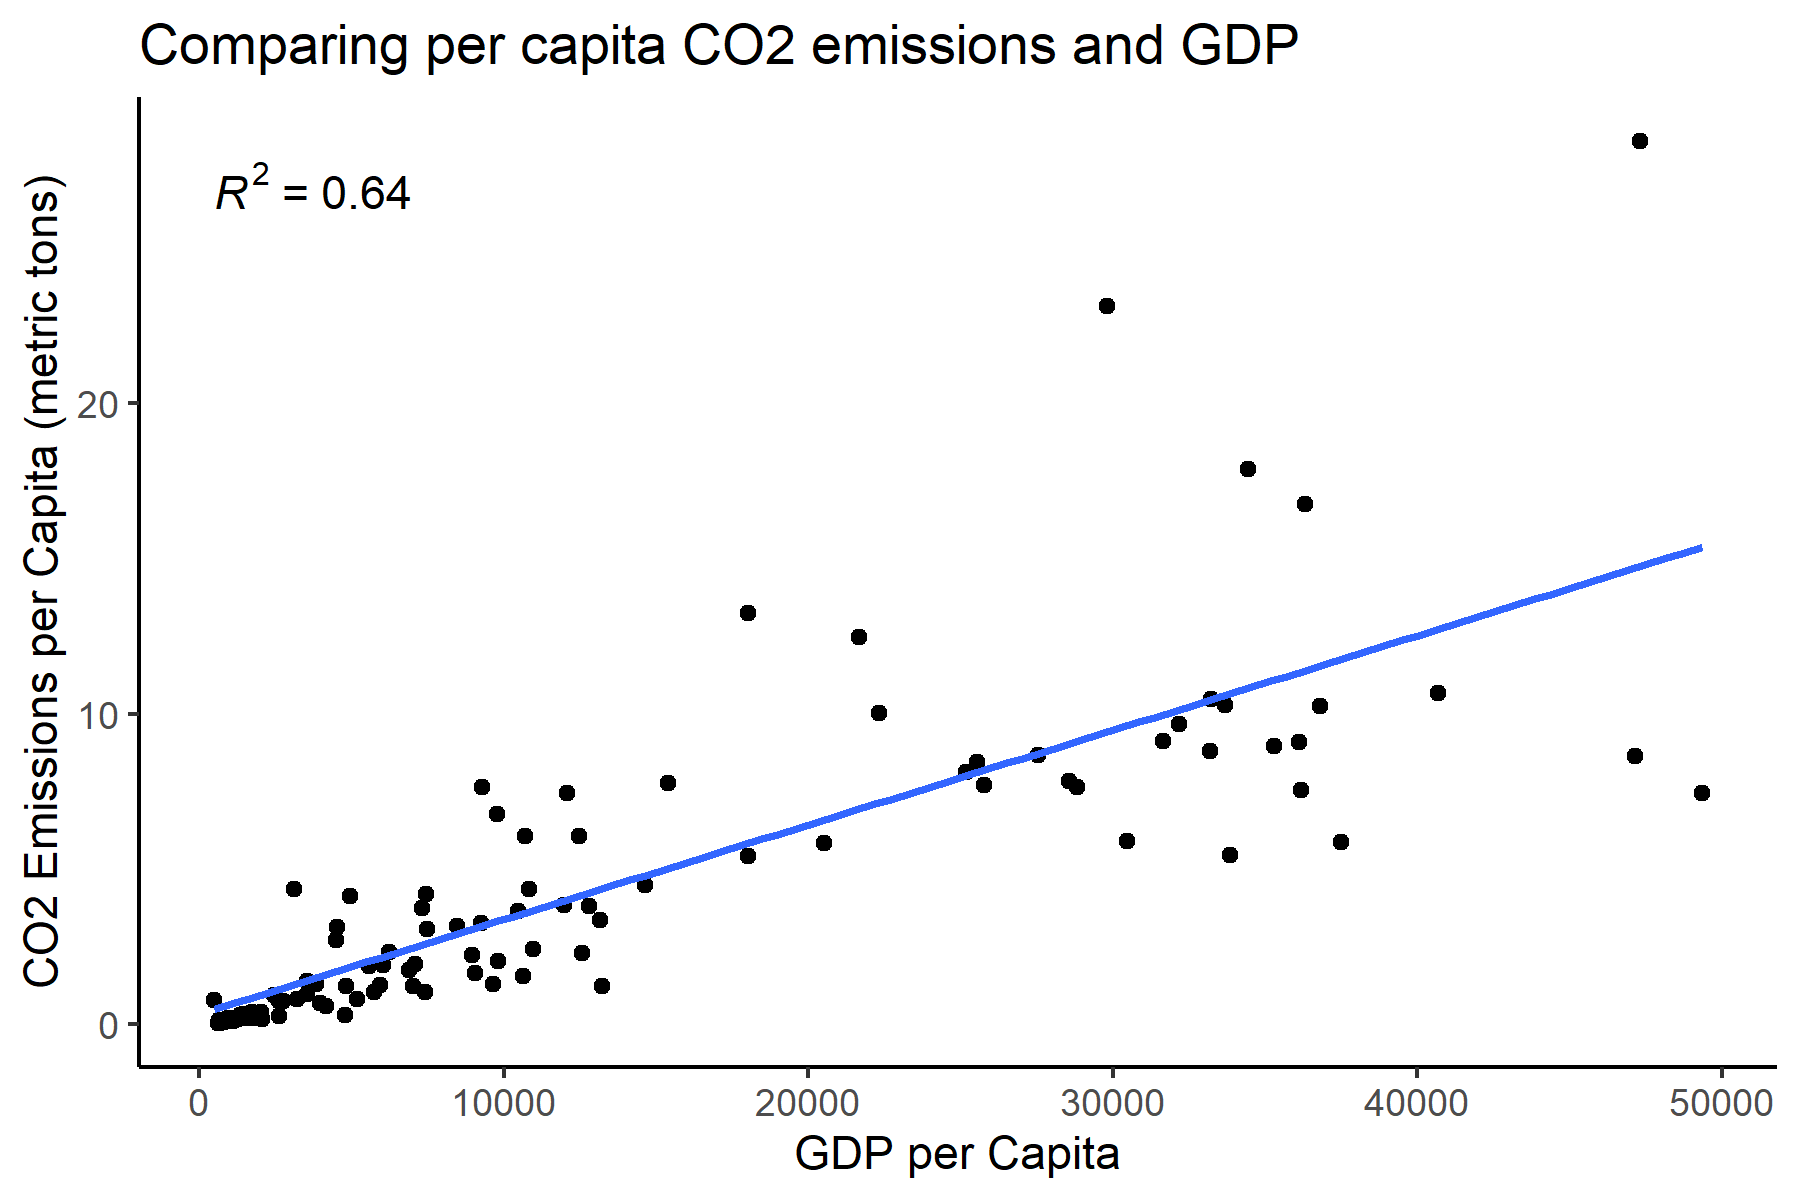 Comparing per capita CO2 emissions and GDP
R² = 0.64
CO2 Emissions per Capita (metric tons)
20
10
0
0 10000 20000 30000 40000 50000
GDP per Capita